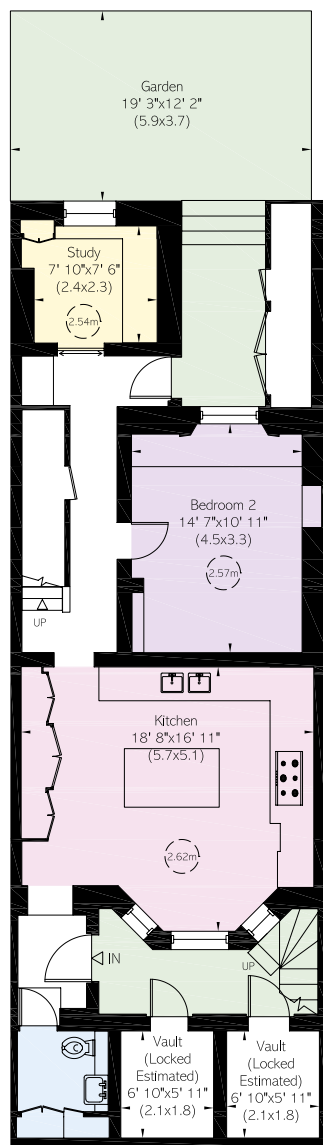 Garden
19' 3"x12' 2"
(5.9x3.7)
Study
7' 10"x7' 6"
(2.4x2.3)
2.54m
Bedroom 2
14' 7"x10' 11"
(4.5x3.3)
2.57m
UP
Kitchen
18' 8"x16' 11"
(5.7x5.1)
2.62m
IN
UP
Vault
(Locked
Estimated)
6' 10"x5' 11"
(2.1x1.8)
Vault
(Locked
Estimated)
6' 10"x5' 11"
(2.1x1.8)